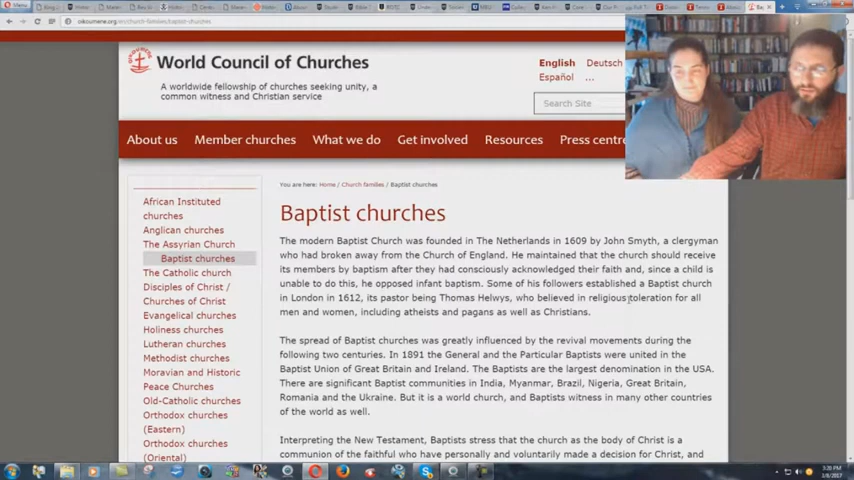 Menu
oikoumene.org/en/church-families/baptist-churches
World Council of Churches
A worldwide fellowship of churches seeking unity, a
common witness and Christian service
English Deutsch
Español ...
Search Site
About us Member churches What we do Get involved Resources Press centre
You are here: Home / Church families / Baptist churches
African Instituted
churches
Anglican churches
The Assyrian Church
Baptist churches
The Catholic church
Disciples of Christ /
Churches of Christ
Evangelical churches
Holiness churches
Lutheran churches
Methodist churches
Moravian and Historic
Peace Churches
Old-Catholic churches
Orthodox churches
(Eastern)
Orthodox churches
(Oriental)
Baptist churches
The modern Baptist Church was founded in The Netherlands in 1609 by John Smyth, a clergyman
who had broken away from the Church of England. He maintained that the church should receive
its members by baptism after they had consciously acknowledged their faith and, since a child is
unable to do this, he opposed infant baptism. Some of his followers established a Baptist church
in London in 1612, its pastor being Thomas Helwys, who believed in religious toleration for all
men and women, including atheists and pagans as well as Christians.
The spread of Baptist churches was greatly influenced by the revival movements during the
following two centuries. In 1891 the General and the Particular Baptists were united in the
Baptist Union of Great Britain and Ireland. The Baptists are the largest denomination in the USA.
There are significant Baptist communities in India, Myanmar, Brazil, Nigeria, Great Britain,
Romania and the Ukraine. But it is a world church, and Baptists witness in many other countries
of the world as well.
Interpreting the New Testament, Baptists stress that the church as the body of Christ is a
communion of the faithful who have personally and voluntarily made a decision for Christ, and
3:20 PM